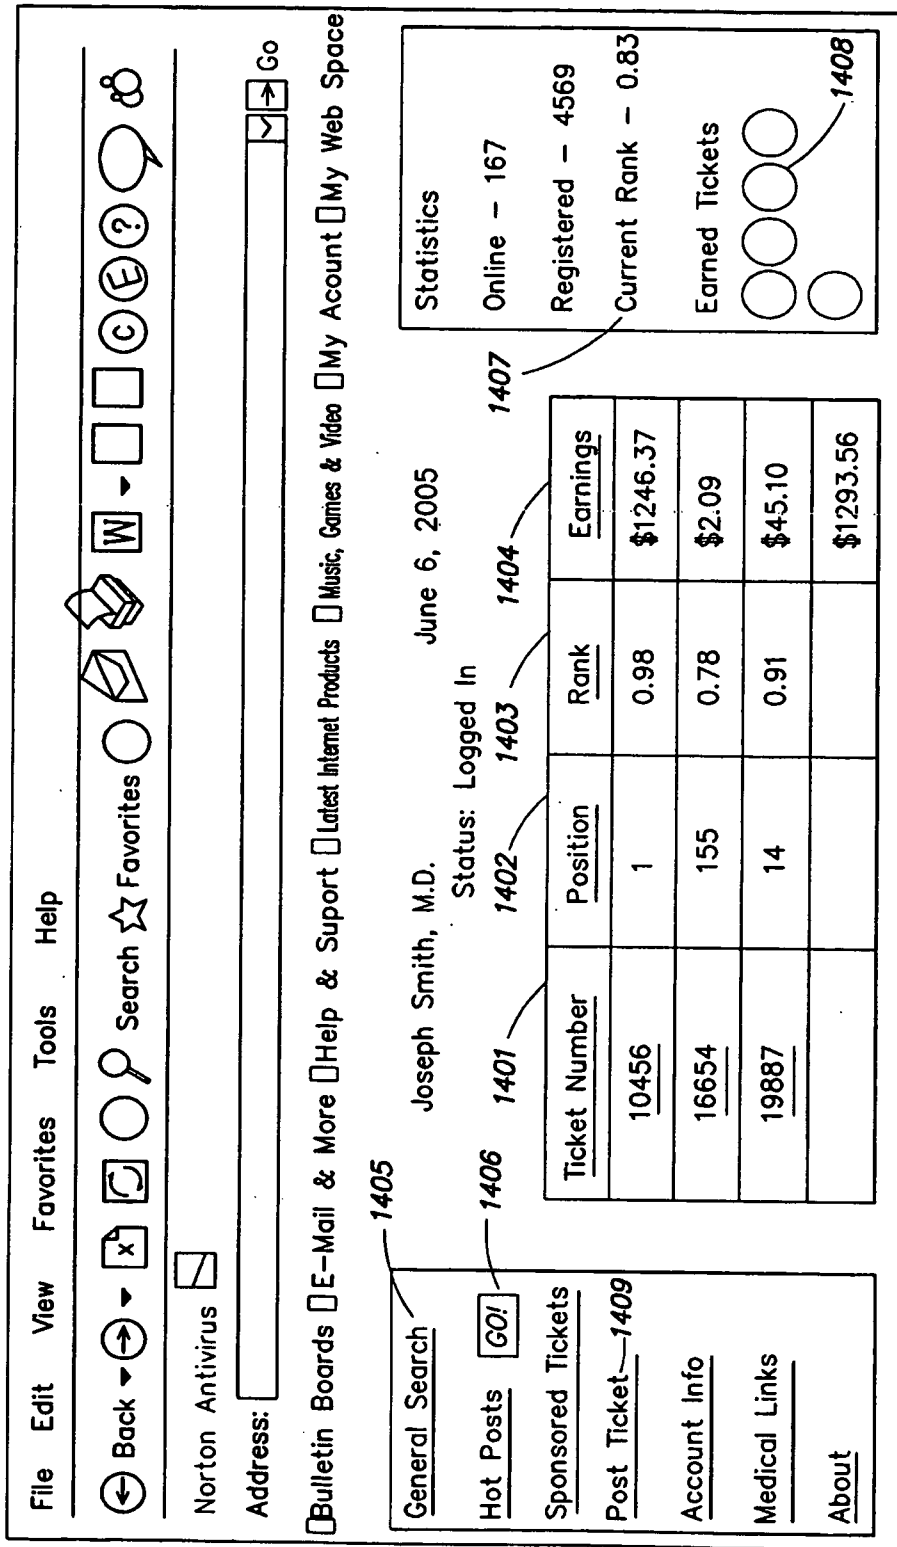 File Edit View Favorites Tools Help
Back x Search Favorites W C E ?
Norton Antivirus
Address: Go
Bulletin Boards E-Mail & More Help & Suport Latest Internet Products Music, Games & Video My Acount My Web Space
General Search
1405
Hot Posts GO!
1406
Sponsored Tickets
Post Ticket 1409
Account Info
Medical Links
About
Joseph Smith, M.D. June 6, 2005
Status: Logged In
1401 1402 1403 1404
Ticket Number Position Rank Earnings
10456 1 0.98 $1246.37
16654 155 0.78 $2.09
19887 14 0.91 $45.10
$1293.56
1407
Statistics
Online - 167
Registered - 4569
Current Rank - 0.83
Earned Tickets
1408